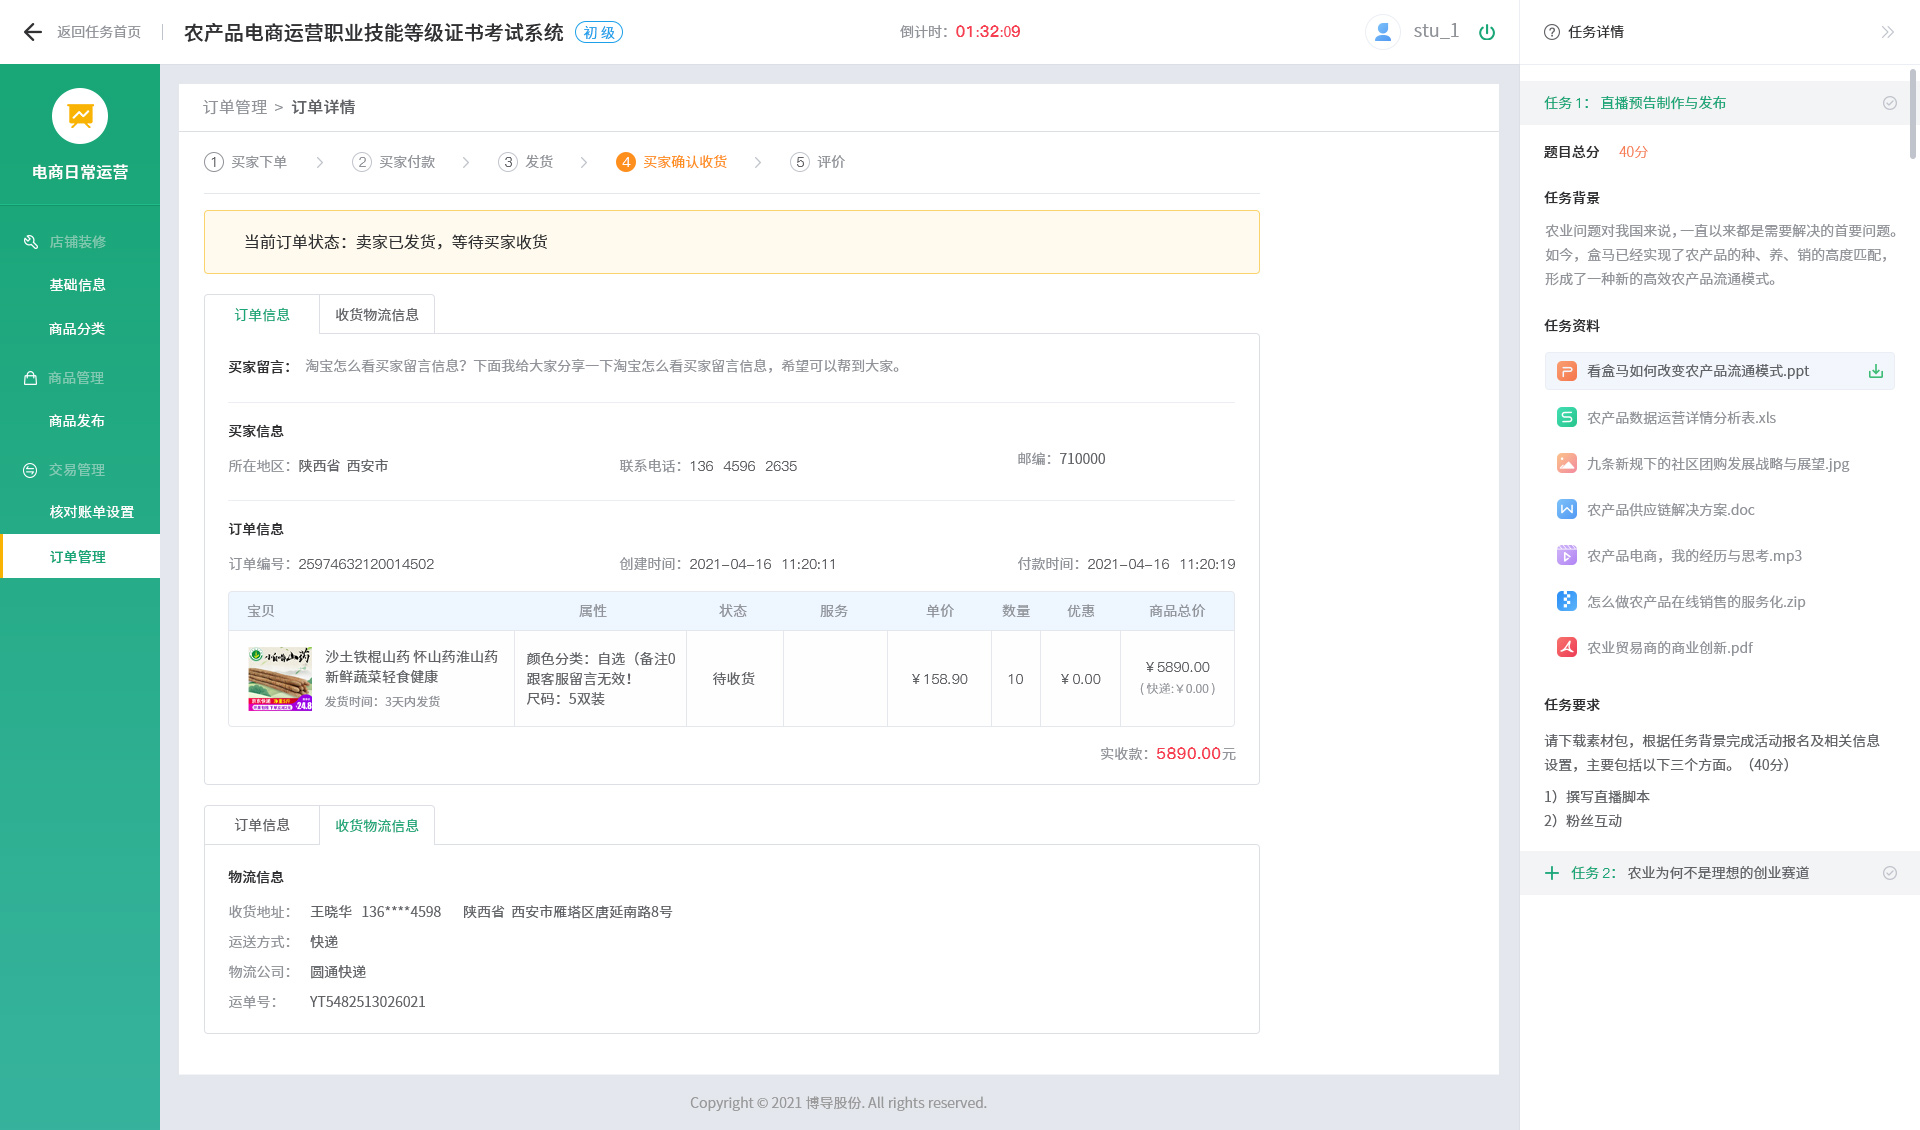 返回任务首页
农产品电商运营职业技能等级证书考试系统
初 级
倒计时：01:32:09
stu_1
任务详情
电商日常运营
店铺装修
基础信息
商品分类
商品管理
商品发布
交易管理
核对账单设置
订单管理
订单管理 > 订单详情
1 买家下单
2 买家付款
3 发货
4 买家确认收货
5 评价
当前订单状态：卖家已发货，等待买家收货
订单信息
收货物流信息
买家留言： 淘宝怎么看买家留言信息？下面我给大家分享一下淘宝怎么看买家留言信息，希望可以帮到大家。
买家信息
所在地区：陕西省 西安市
联系电话：136 4596 2635
邮编：710000
订单信息
订单编号：25974632120014502
创建时间：2021-04-16 11:20:11
付款时间：2021-04-16 11:20:19
宝贝 属性 状态 服务 单价 数量 优惠 商品总价
沙土铁棍山药 怀山药淮山药
新鲜蔬菜轻食健康
发货时间：3天内发货
颜色分类：自选（备注0
跟客服留言无效！
尺码：5双装
待收货
￥158.90
10
￥0.00
￥5890.00
（ 快递:￥0.00 ）
24.8
实收款：5890.00元
订单信息
收货物流信息
物流信息
收货地址： 王晓华 136****4598 陕西省 西安市雁塔区唐延南路8号
运送方式： 快递
物流公司： 圆通快递
运单号： YT5482513026021
Copyright © 2021 博导股份. All rights reserved.
任务 1： 直播预告制作与发布
题目总分 40分
任务背景
农业问题对我国来说，一直以来都是需要解决的首要问题。
如今，盒马已经实现了农产品的种、养、销的高度匹配，
形成了一种新的高效农产品流通模式。
任务资料
看盒马如何改变农产品流通模式.ppt
农产品数据运营详情分析表.xls
九条新规下的社区团购发展战略与展望.jpg
农产品供应链解决方案.doc
农产品电商，我的经历与思考.mp3
怎么做农产品在线销售的服务化.zip
农业贸易商的商业创新.pdf
任务要求
请下载素材包，根据任务背景完成活动报名及相关信息
设置，主要包括以下三个方面。（40分）
1）撰写直播脚本
2）粉丝互动
任务 2： 农业为何不是理想的创业赛道